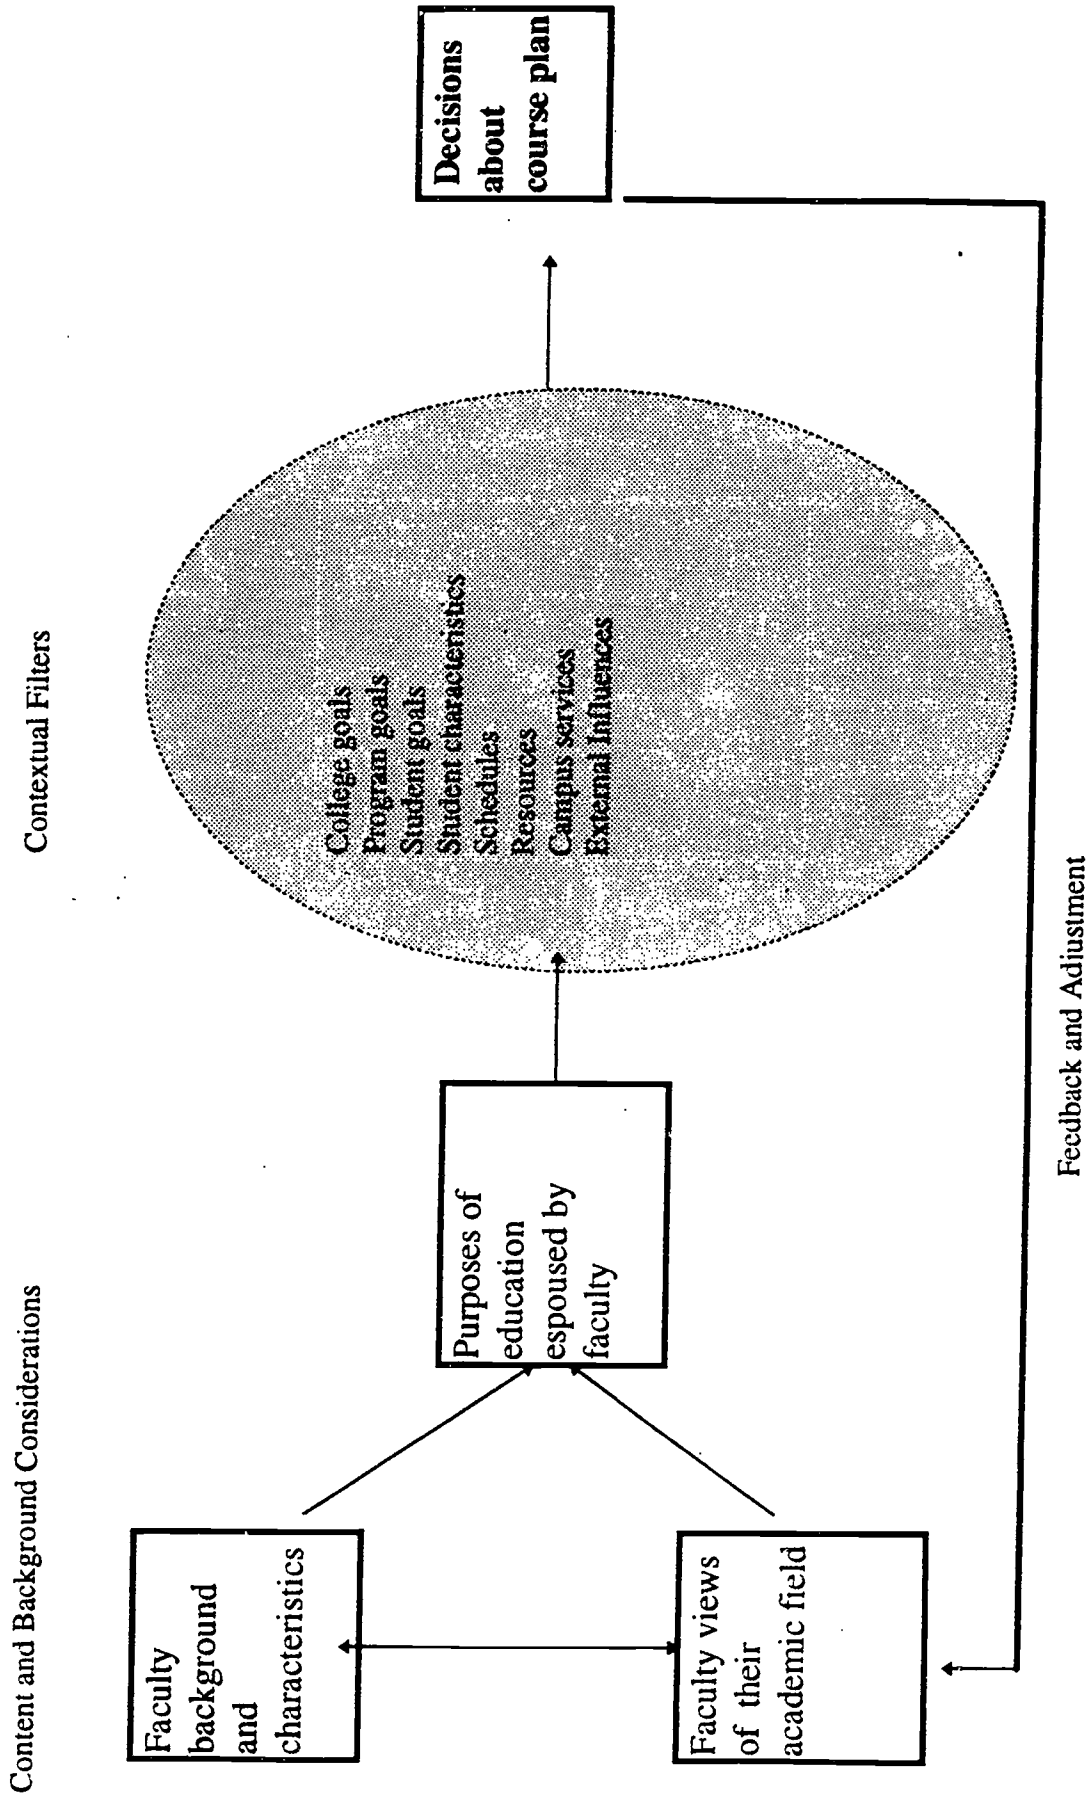 Content and Background Considerations
Faculty
background
and
characteristics
Faculty views
of their
academic field
Purposes of
education
espoused by
faculty
Contextual Filters
College goals
Program goals
Student goals
Student characteristics
Schedules
Resources
Campus services
External Influences
Decisions
about
course plan
Feedback and Adjustment